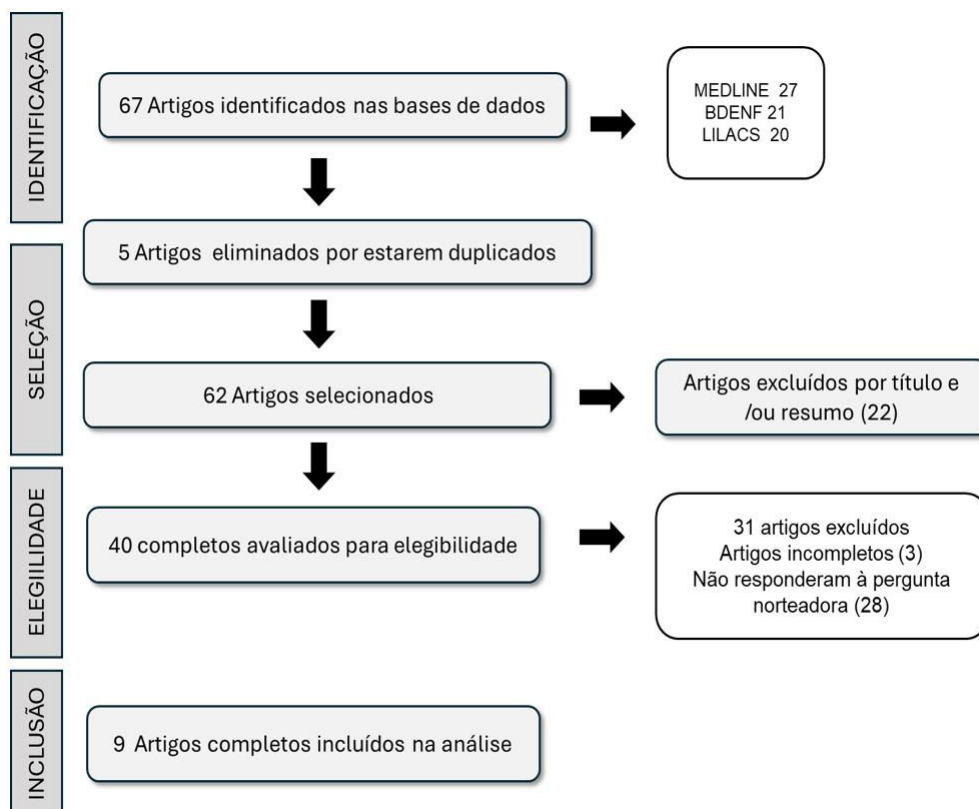 IDENTIFICAÇÃO
67 Artigos identificados nas bases de dados
MEDLINE 27
BDENF 21
LILACS 20
5 Artigos eliminados por estarem duplicados
SELEÇÃO
62 Artigos selecionados
Artigos excluídos por título e
/ou resumo (22)
ELEGIILIDADE
40 completos avaliados para elegibilidade
31 artigos excluídos
Artigos incompletos (3)
Não responderam à pergunta
norteadora (28)
INCLUSÃO
9 Artigos completos incluídos na análise